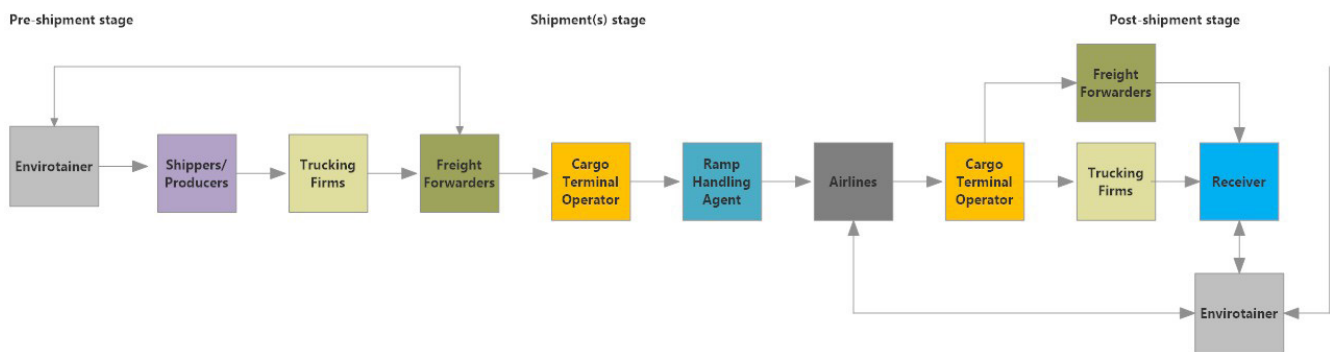 Pre-shipment stage
Shipment(s) stage
Post-shipment stage
Freight
Forwarders
Envirotainer
Shippers/
Producers
Trucking
Firms
Freight
Forwarders
Cargo
Terminal
Operator
Ramp
Handling
Agent
Airlines
Cargo
Terminal
Operator
Trucking
Firms
Receiver
Envirotainer